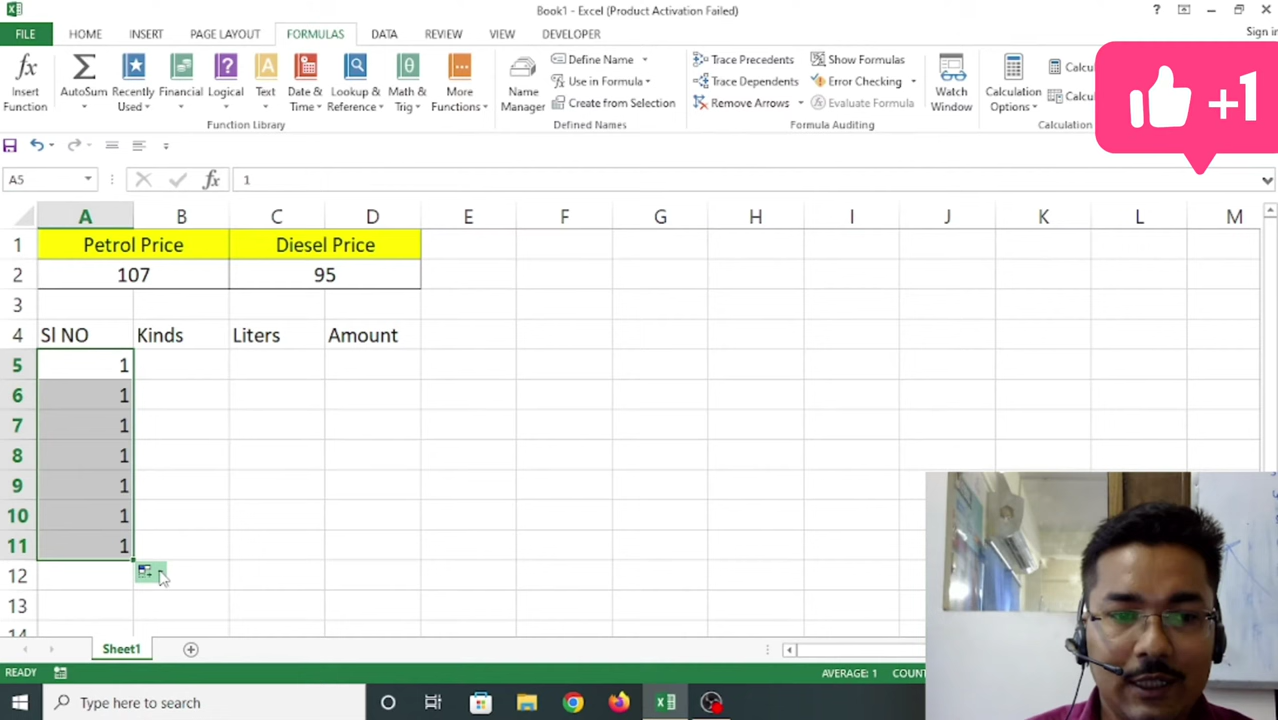 Book1 - Excel (Product Activation Failed)
Sign in
FILE HOME INSERT PAGE LAYOUT FORMULAS DATA REVIEW VIEW DEVELOPER
Insert Function
AutoSum
Recently Used
Financial
Logical
Text
Date & Time
Lookup & Reference
Math & Trig
More Functions
Function Library
Name Manager
Define Name
Use in Formula
Create from Selection
Defined Names
Trace Precedents
Trace Dependents
Remove Arrows
Show Formulas
Error Checking
Evaluate Formula
Formula Auditing
Watch Window
Calculation Options
Calcu
Calcu
Calculation
+1
A5 fx 1
A B C D E F G H I J K L M
1 Petrol Price Diesel Price
2 107 95
3
4 Sl NO Kinds Liters Amount
5 1
6 1
7 1
8 1
9 1
10 1
11 1
12
13
14
Sheet1
READY AVERAGE: 1 COUN
Type here to search